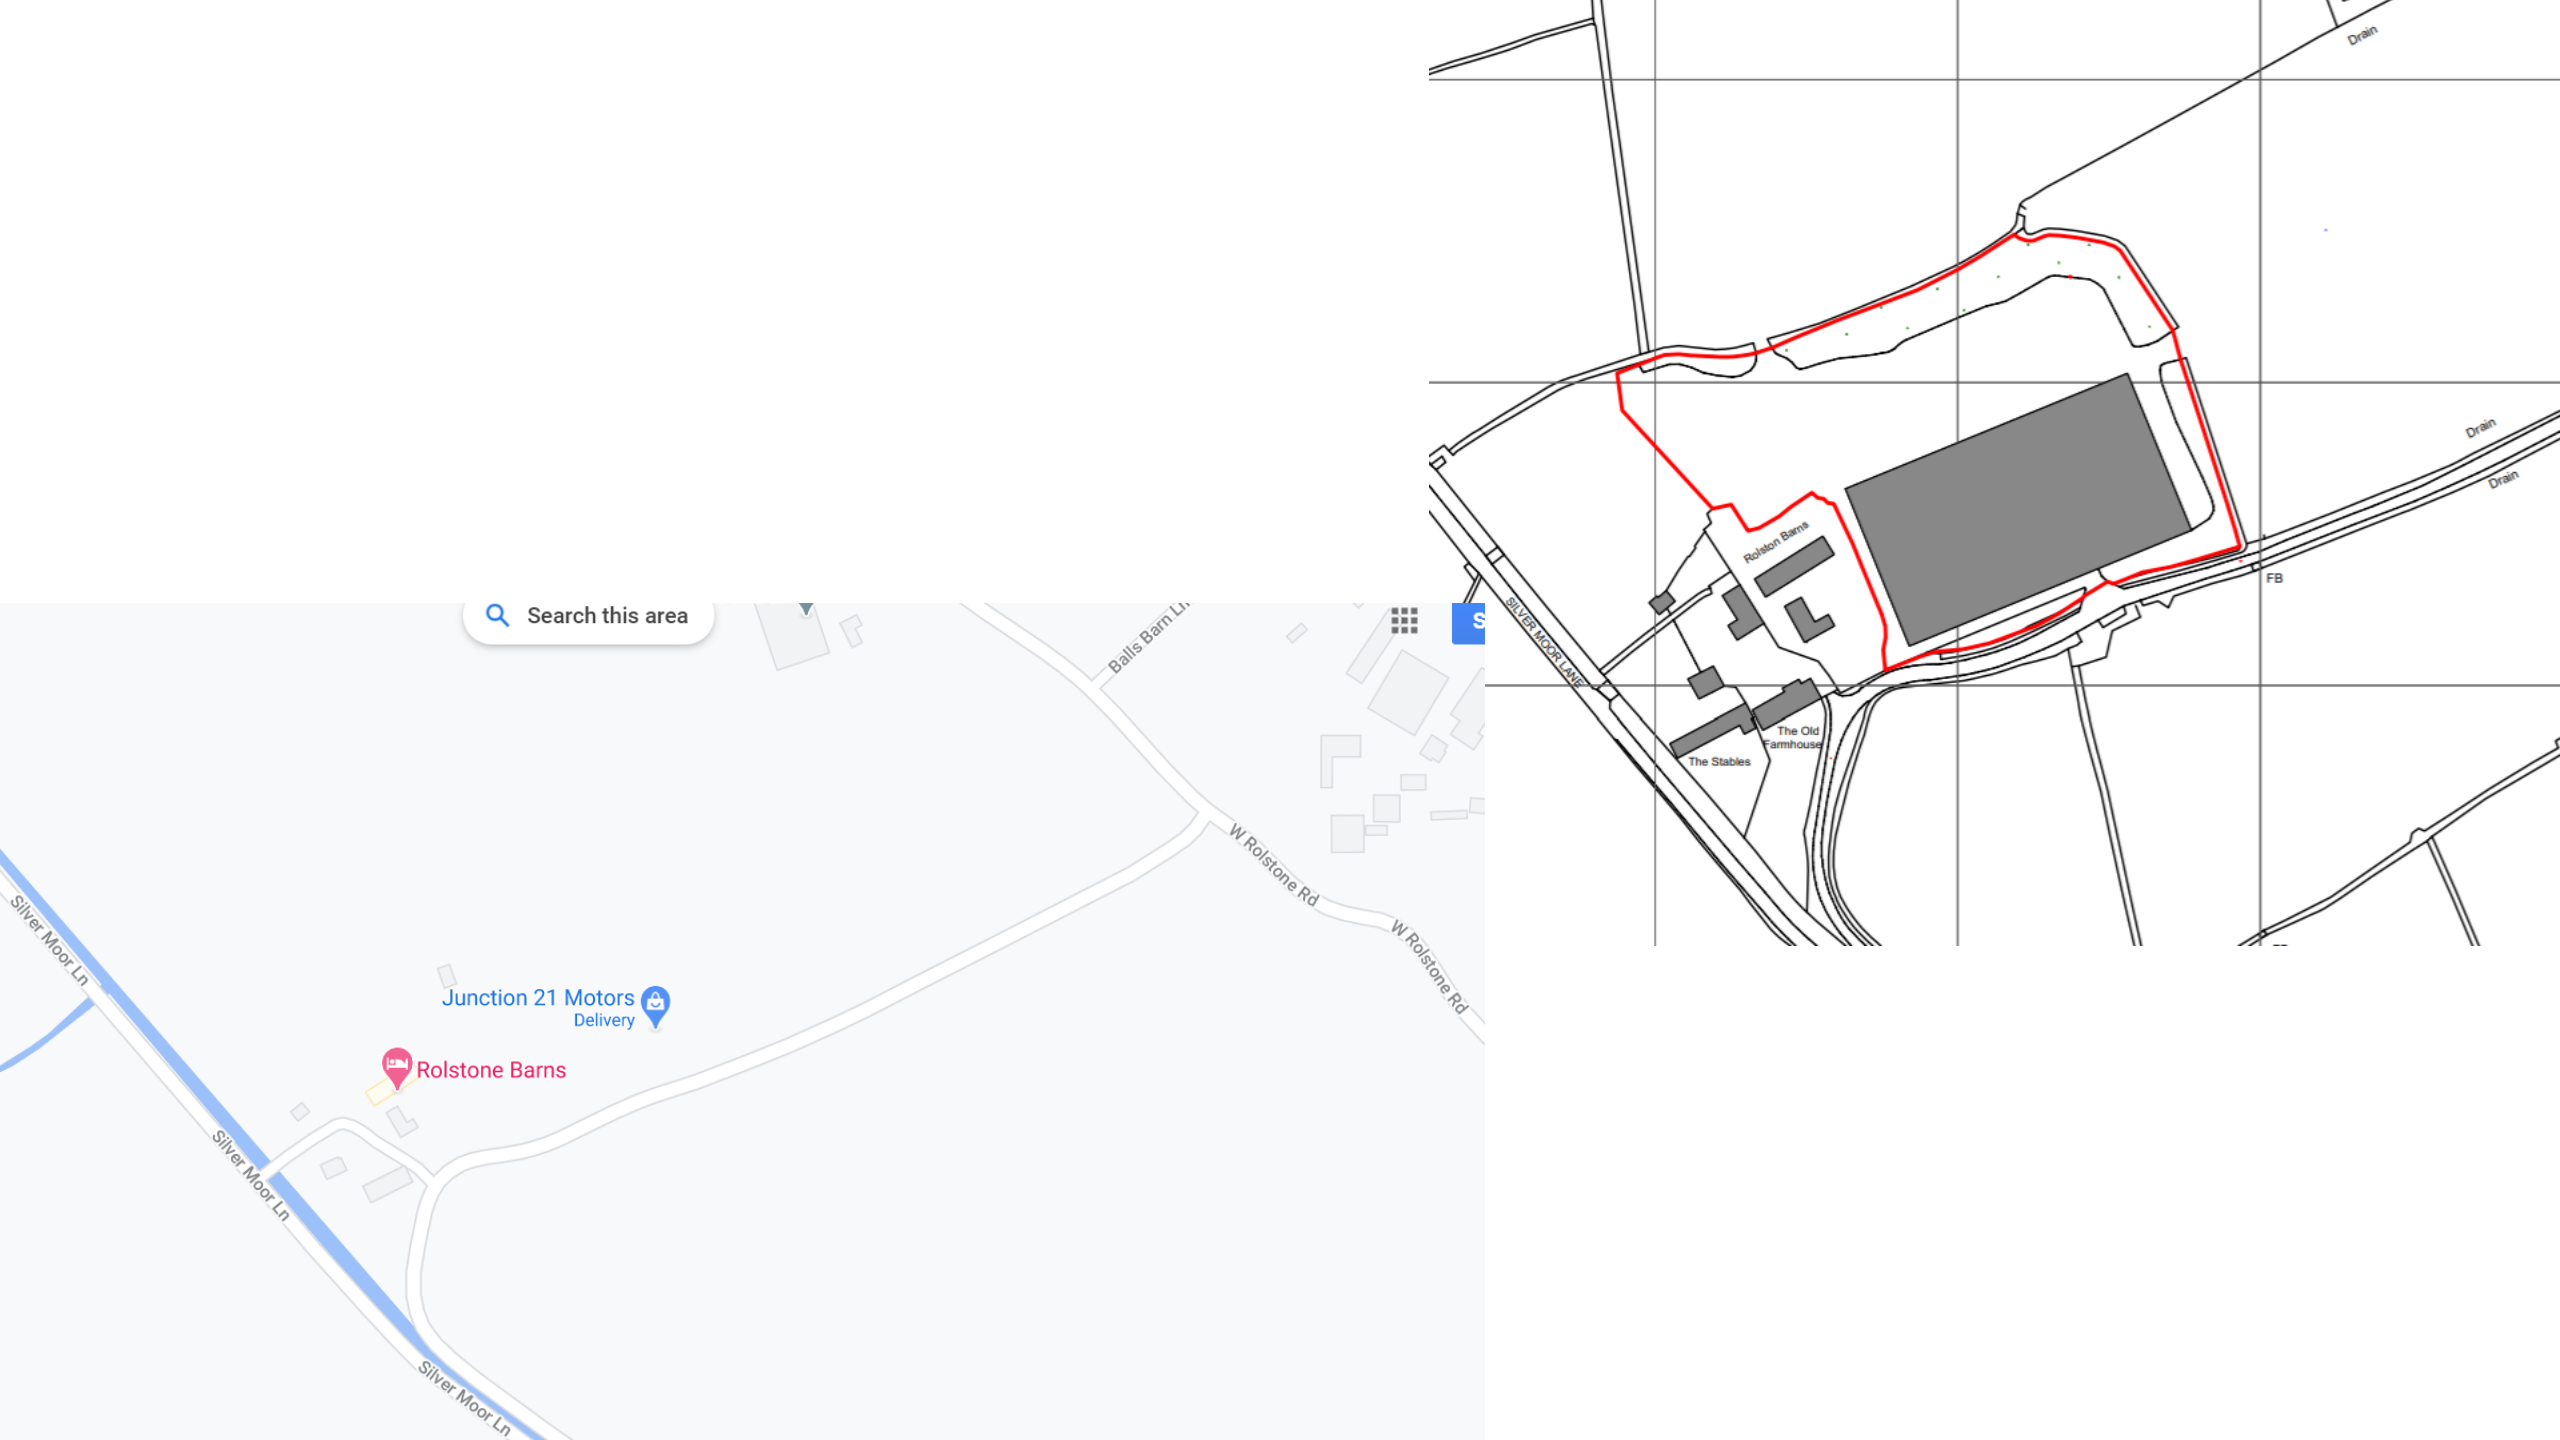 Drain
Drain
Drain
Rolston Barns
FB
SILVER MOOR LANE
The Old
Farmhouse
The Stables
Search this area
S
Balls Barn Ln
W Rolstone Rd
W Rolstone Rd
Silver Moor Ln
Junction 21 Motors
Delivery
Rolstone Barns
Silver Moor Ln
Silver Moor Ln